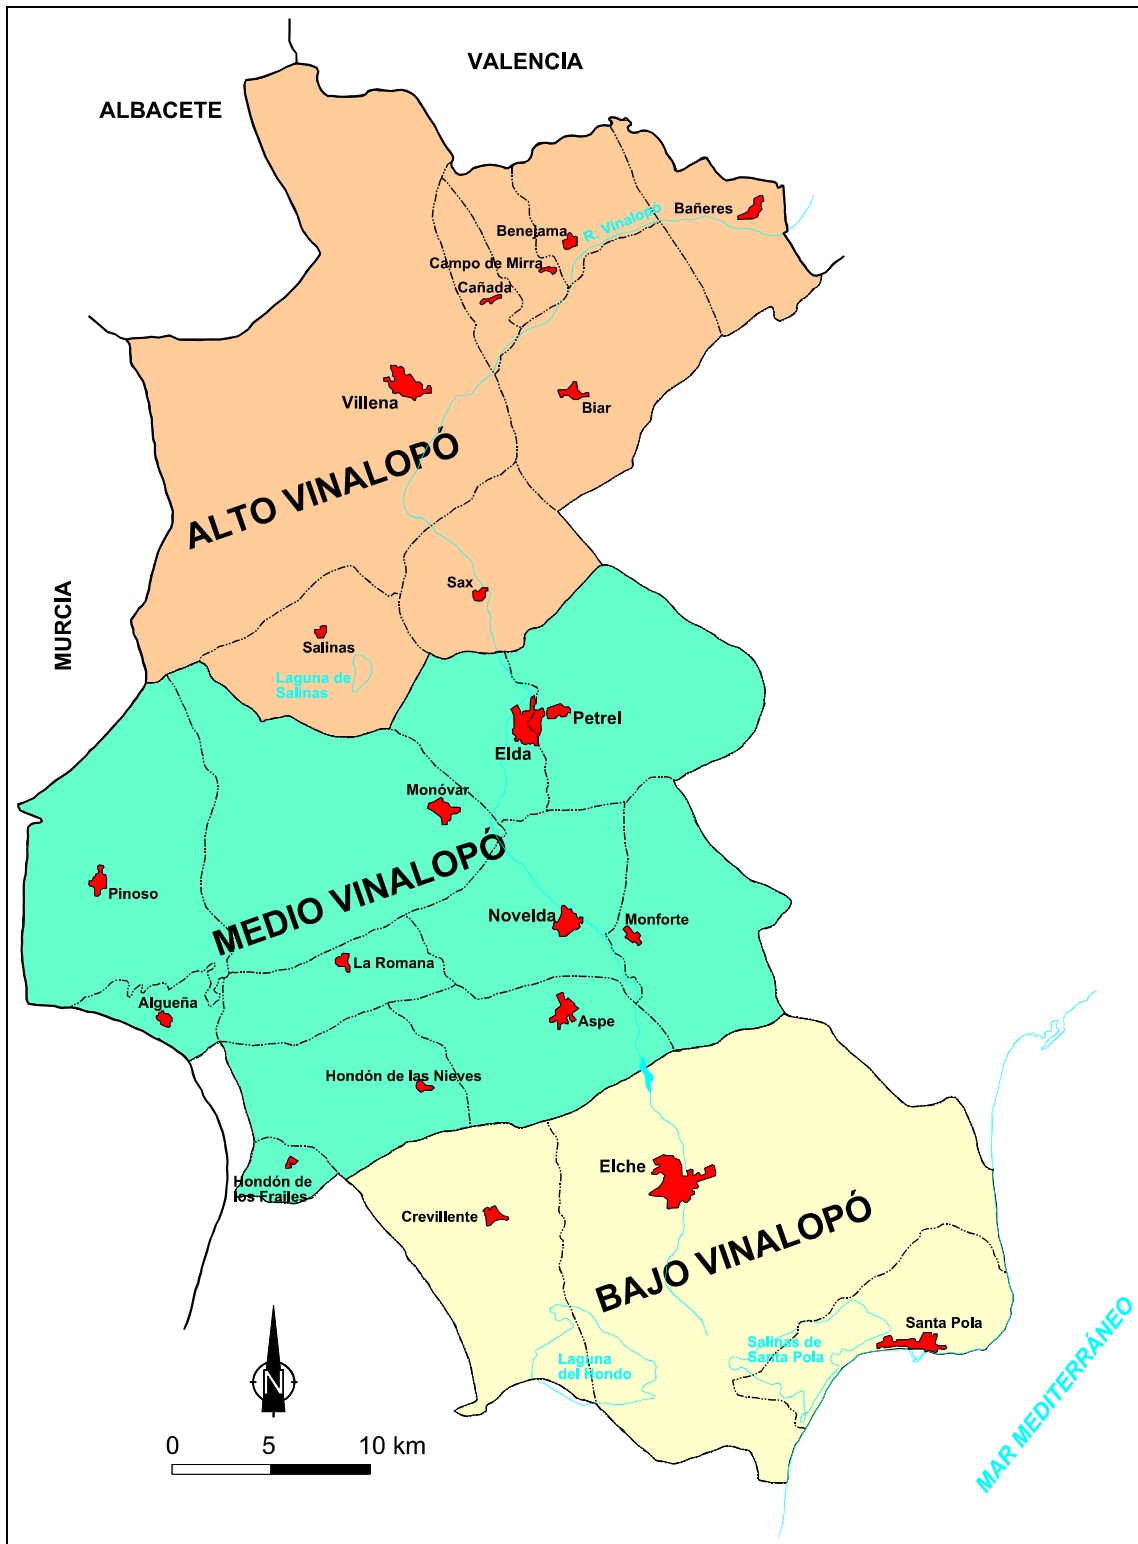 VALENCIA
ALBACETE
Bañeres
R. Vinalopó
Benejama
Campo de Mirra
Cañada
Villena
Biar
ALTO VINALOPÓ
Sax
MURCIA
Salinas
Laguna de
Salinas
Petrel
Elda
Monóvar
MEDIO VINALOPÓ
Pinoso
Novelda
Monforte
La Romana
Algueña
Aspe
Hondón de las Nieves
Elche
Hondón de
los Frailes
Crevillente
BAJO VINALOPÓ
Santa Pola
Salinas de
Santa Pola
Laguna
del Hondo
MAR MEDITERRÁNEO
N
0 5 10 km